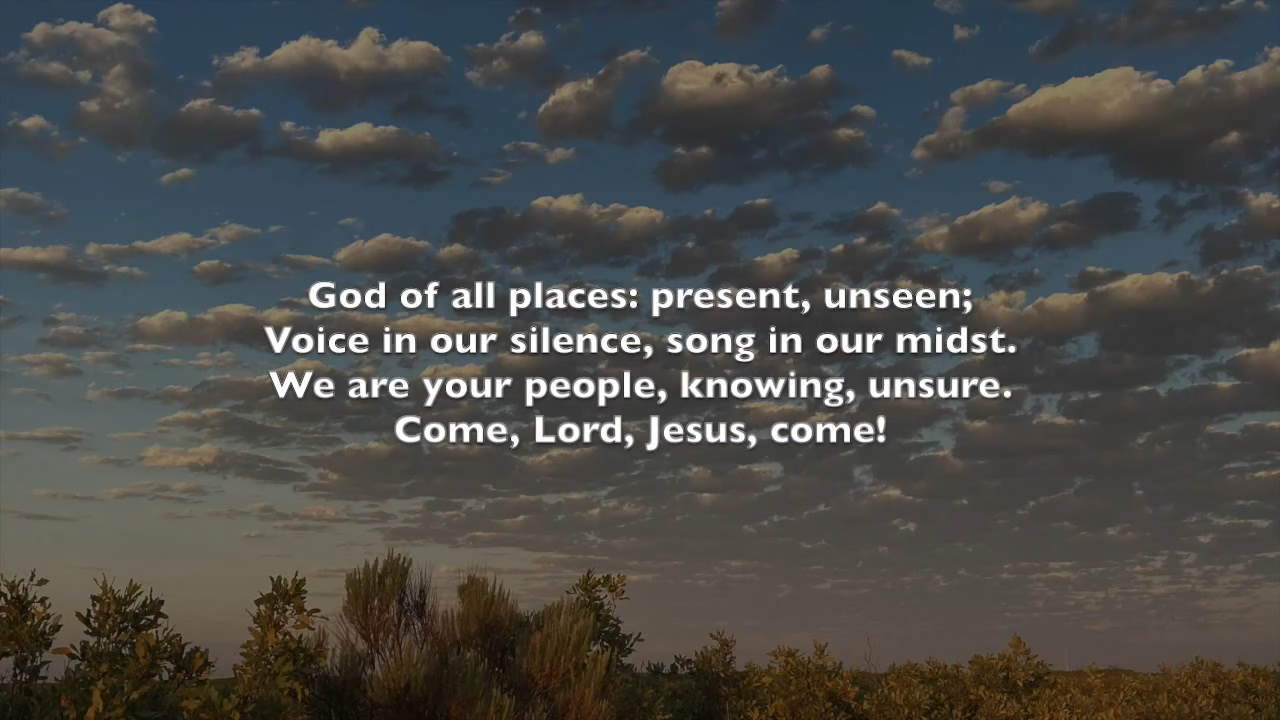 God of all places: present, unseen;
Voice in our silence, song in our midst.
We are your people, knowing, unsure.
Come, Lord, Jesus, come!